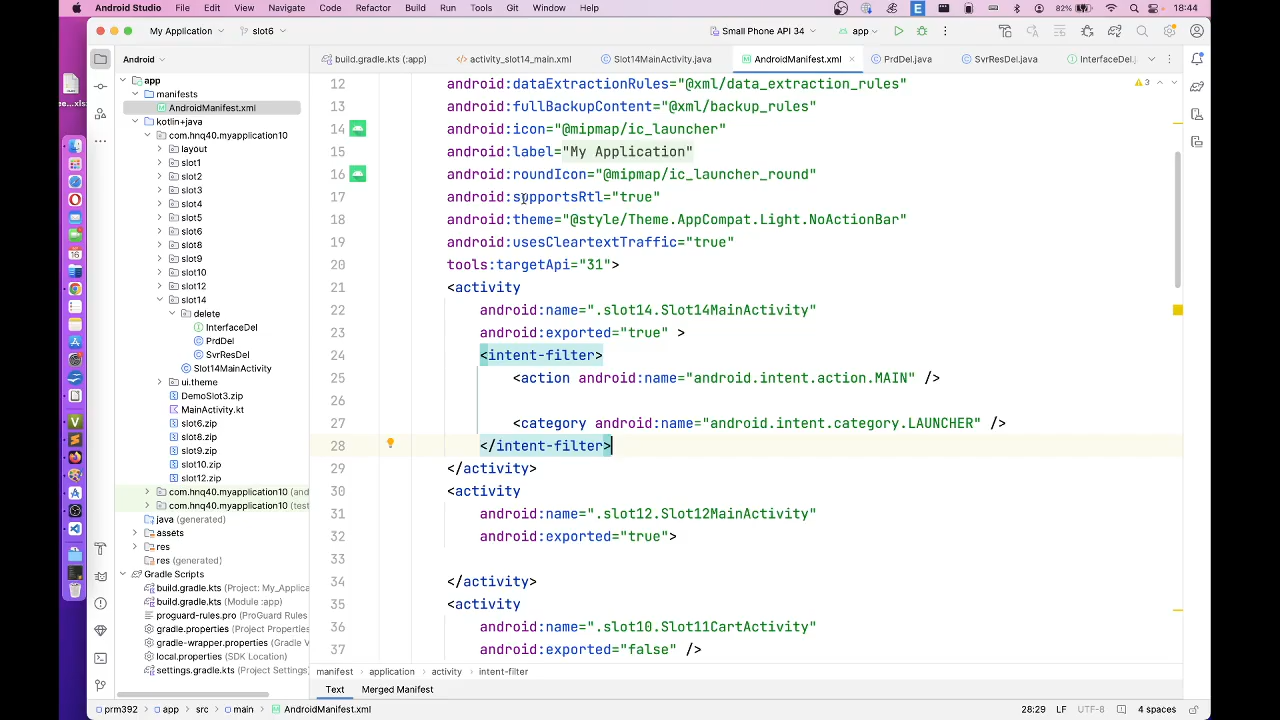 Android Studio File Edit View Navigate Code Refactor Build Run Tools Git Window Help 82% 18:44
My Application slot6 Small Phone API 34 app
Android
build.gradle.kts (:app) activity_slot14_main.xml Slot14MainActivity.java AndroidManifest.xml PrdDel.java SvrResDel.java InterfaceDel.j
app
manifests
AndroidManifest.xml
kotlin+java
com.hnq40.myapplication10
layout
slot1
slot2
slot3
slot4
slot5
slot6
slot8
slot9
slot10
slot12
slot14
delete
InterfaceDel
PrdDel
SvrResDel
Slot14MainActivity
ui.theme
DemoSlot3.zip
MainActivity.kt
slot6.zip
slot8.zip
slot9.zip
slot10.zip
slot12.zip
com.hnq40.myapplication10 (and
com.hnq40.myapplication10 (test
java (generated)
assets
res
res (generated)
Gradle Scripts
build.gradle.kts (Project: My_Applica
build.gradle.kts (Module :app)
proguard-rules.pro (ProGuard Rules
gradle.properties (Project Properties
gradle-wrapper.properties (Gradle
local.properties (SDK Location)
settings.gradle.kts (Project Settings
3
12 android:dataExtractionRules="@xml/data_extraction_rules"
13 android:fullBackupContent="@xml/backup_rules"
14 android:icon="@mipmap/ic_launcher"
15 android:label="My Application"
16 android:roundIcon="@mipmap/ic_launcher_round"
17 android:supportsRtl="true"
18 android:theme="@style/Theme.AppCompat.Light.NoActionBar"
19 android:usesCleartextTraffic="true"
20 tools:targetApi="31">
21 <activity
22 android:name=".slot14.Slot14MainActivity"
23 android:exported="true" >
24 <intent-filter>
25 <action android:name="android.intent.action.MAIN" />
26
27 <category android:name="android.intent.category.LAUNCHER" />
28 </intent-filter>
29 </activity>
30 <activity
31 android:name=".slot12.Slot12MainActivity"
32 android:exported="true">
33
34 </activity>
35 <activity
36 android:name=".slot10.Slot11CartActivity"
37 android:exported="false" />
manifest application activity intent-filter
Text Merged Manifest
prm392 app src main AndroidManifest.xml 28:29 LF UTF-8 4 spaces